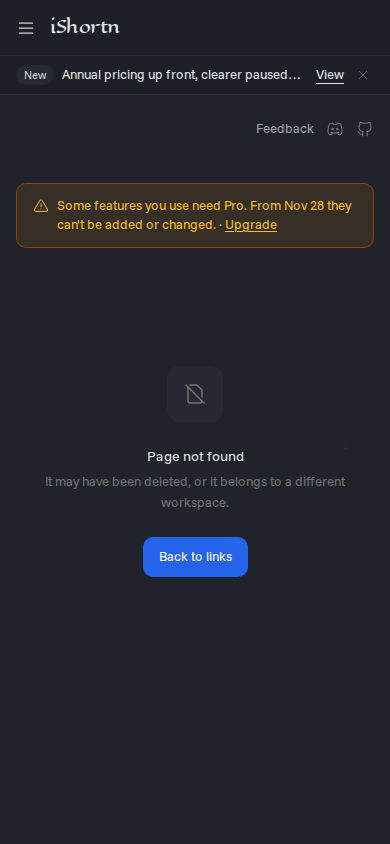 iShortn
New Annual pricing up front, clearer paused... View
Feedback
Some features you use need Pro. From Nov 28 they
can't be added or changed. · Upgrade
Page not found
It may have been deleted, or it belongs to a different
workspace.
Back to links